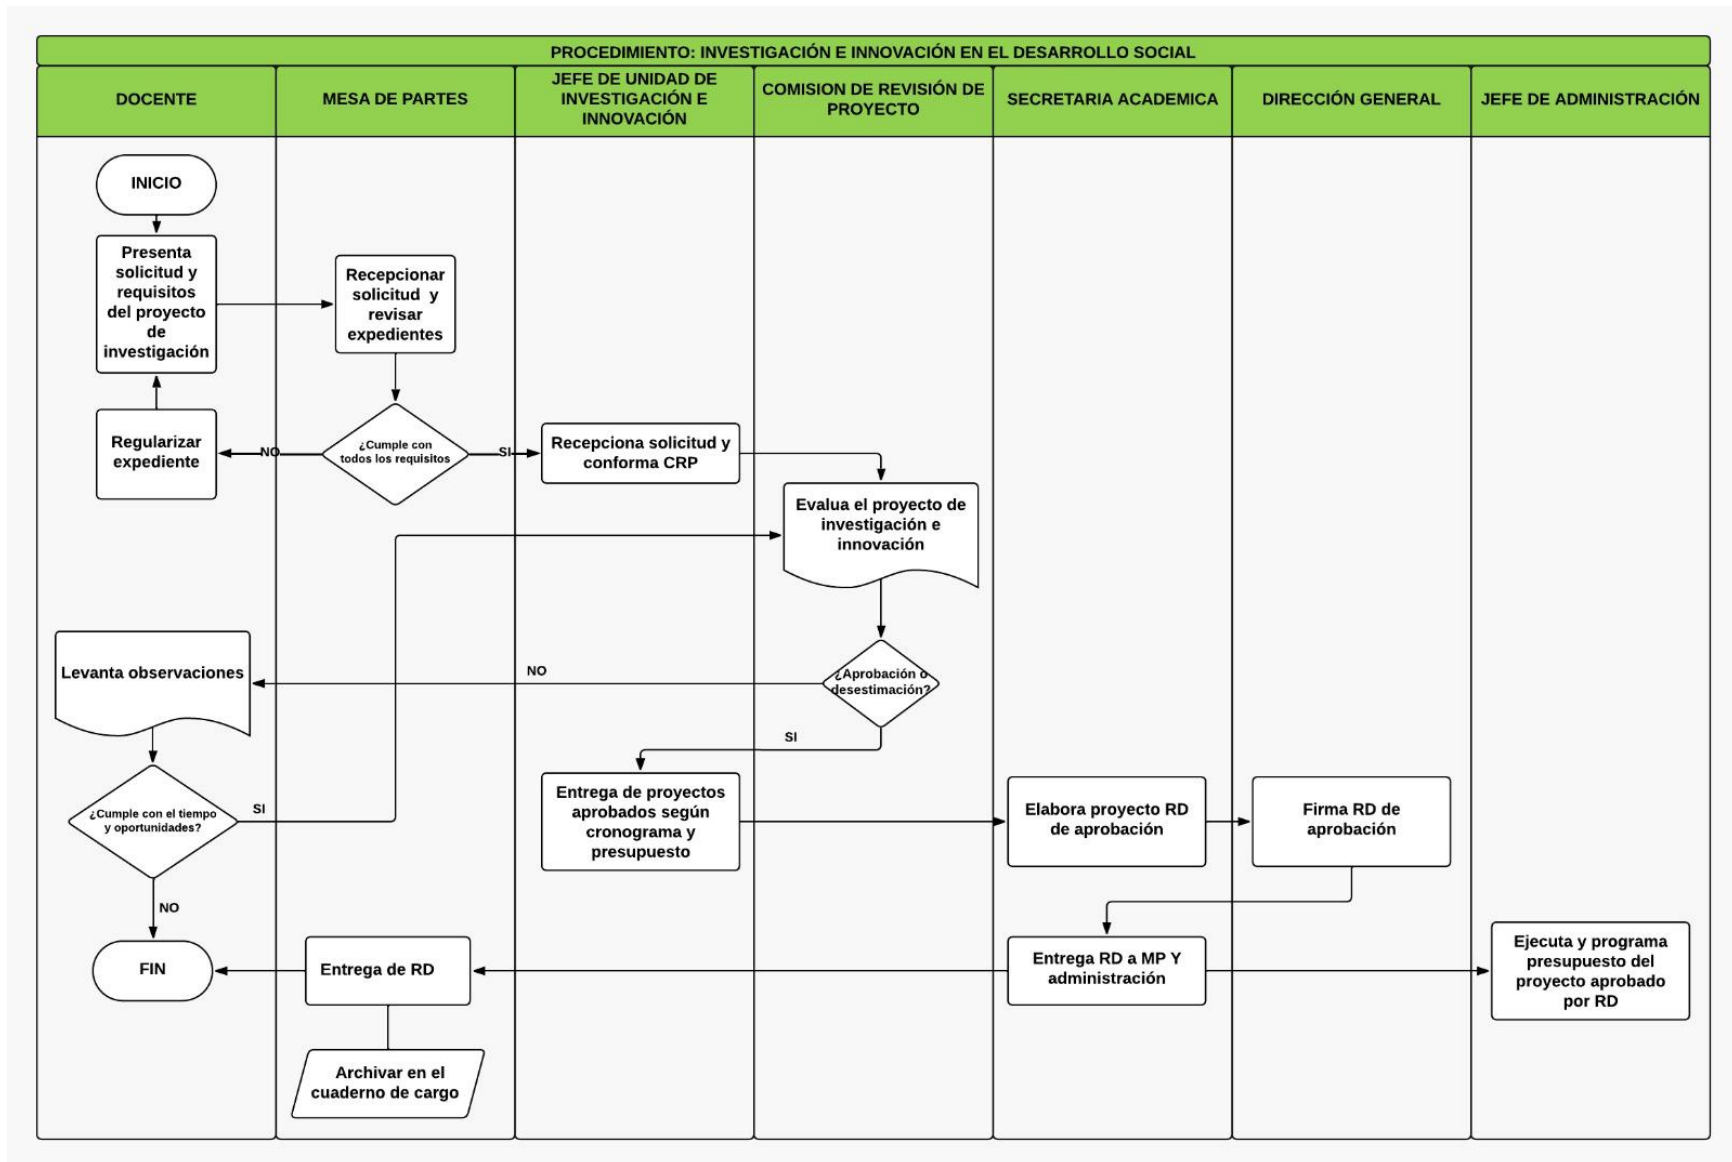 PROCEDIMIENTO: INVESTIGACIÓN E INNOVACIÓN EN EL DESARROLLO SOCIAL
DOCENTE
MESA DE PARTES
JEFE DE UNIDAD DE
INVESTIGACIÓN E
INNOVACIÓN
COMISION DE REVISIÓN DE
PROYECTO
SECRETARIA ACADEMICA
DIRECCIÓN GENERAL
JEFE DE ADMINISTRACIÓN
INICIO
Presenta
solicitud y
requisitos
del proyecto
de
investigación
Recepcionar
solicitud y
revisar
expedientes
Regularizar
expediente
NO
¿Cumple con
todos los requisitos
SI
Recepciona solicitud y
conforma CRP
Evalua el proyecto de
investigación e
innovación
Levanta observaciones
NO
¿Aprobación o
desestimación?
SI
¿Cumple con el tiempo
y oportunidades?
SI
Entrega de proyectos
aprobados según
cronograma y
presupuesto
Elabora proyecto RD
de aprobación
Firma RD de
aprobación
NO
FIN
Entrega de RD
Entrega RD a MP Y
administración
Ejecuta y programa
presupuesto del
proyecto aprobado
por RD
Archivar en el
cuaderno de cargo